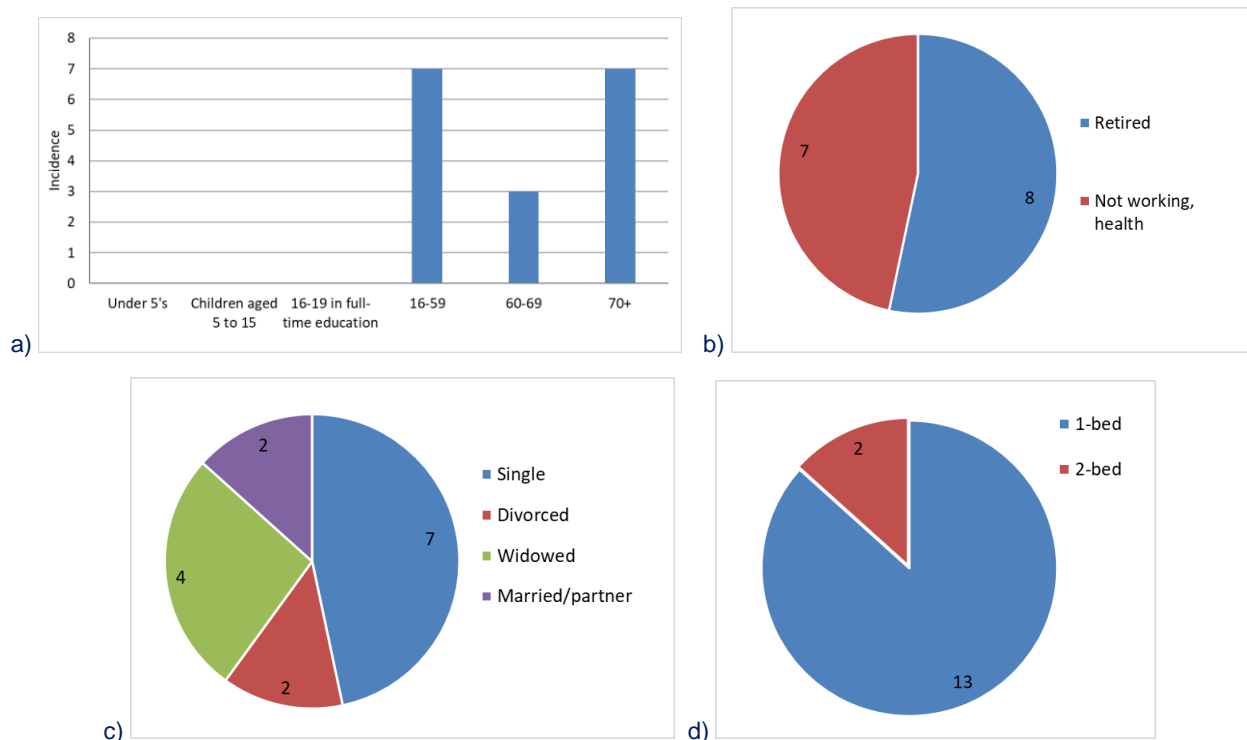 8
7
6
5
4
3
2
1
0
Incidence
Under 5's
Children aged
5 to 15
16-19 in full-
time education
16-59
60-69
70+
a)
7
8
Retired
Not working,
health
b)
2
7
4
2
Single
Divorced
Widowed
Married/partner
c)
2
13
1-bed
2-bed
d)